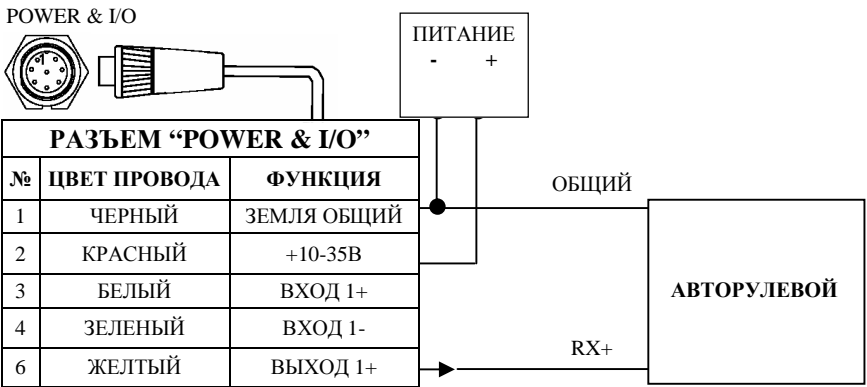 POWER & I/O
ПИТАНИЕ
- +
РАЗЪЕМ “POWER & I/O”
№ ЦВЕТ ПРОВОДА ФУНКЦИЯ
ОБЩИЙ
1 ЧЕРНЫЙ ЗЕМЛЯ ОБЩИЙ
2 КРАСНЫЙ +10-35В
3 БЕЛЫЙ ВХОД 1+
АВТОРУЛЕВОЙ
4 ЗЕЛЕНЫЙ ВХОД 1-
RX+
6 ЖЕЛТЫЙ ВЫХОД 1+